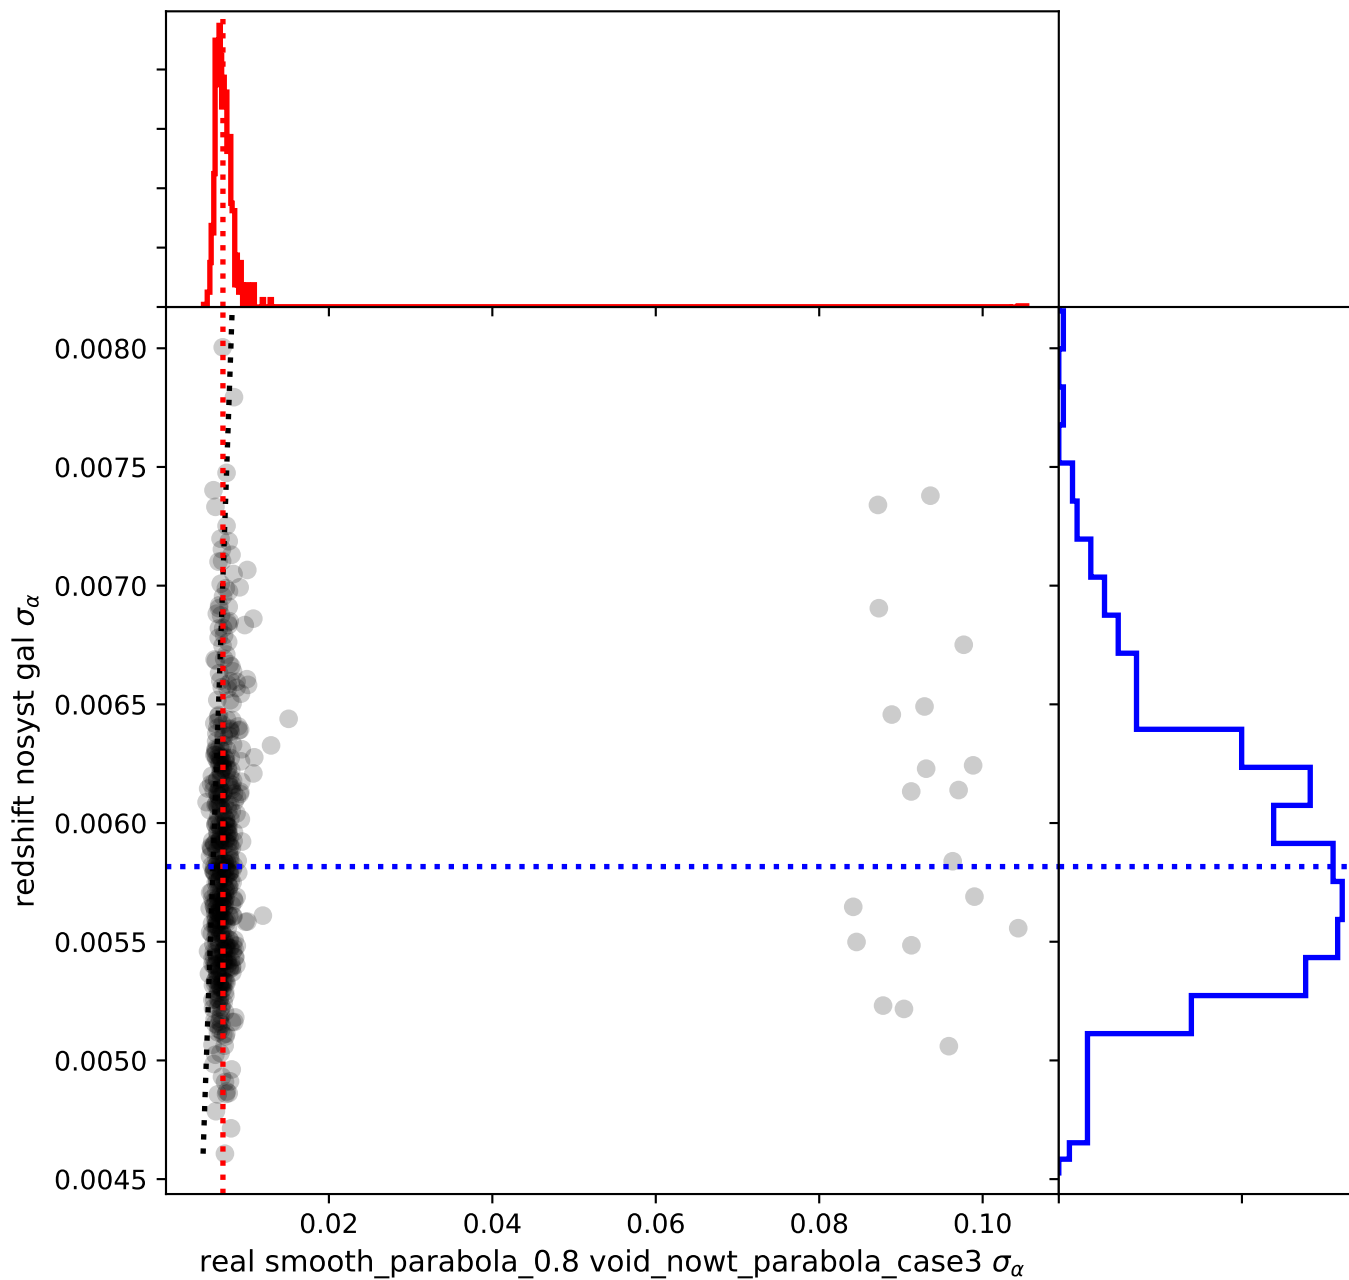 0.0080
0.0075
0.0070
0.0065
0.0060
0.0055
0.0050
0.0045
redshift nosyst gal σα
0.02 0.04 0.06 0.08 0.10
real smooth_parabola_0.8 void_nowt_parabola_case3 σα